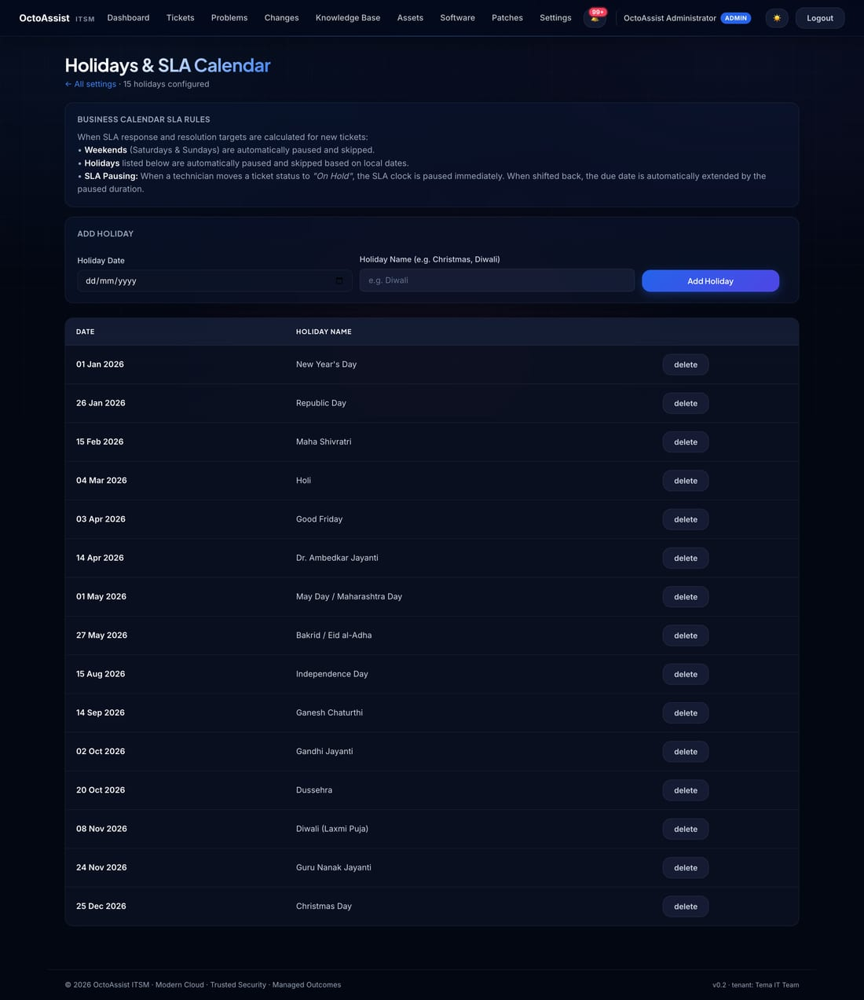 OctoAssist ITSM Dashboard Tickets Problems Changes Knowledge Base Assets Software Patches Settings 99+ OctoAssist Administrator ADMIN Logout
Holidays & SLA Calendar
← All settings · 15 holidays configured
BUSINESS CALENDAR SLA RULES
When SLA response and resolution targets are calculated for new tickets:
• Weekends (Saturdays & Sundays) are automatically paused and skipped.
• Holidays listed below are automatically paused and skipped based on local dates.
• SLA Pausing: When a technician moves a ticket status to "On Hold", the SLA clock is paused immediately. When shifted back, the due date is automatically extended by the
paused duration.
ADD HOLIDAY
Holiday Date Holiday Name (e.g. Christmas, Diwali)
dd/mm/yyyy e.g. Diwali Add Holiday
DATE HOLIDAY NAME
01 Jan 2026 New Year's Day delete
26 Jan 2026 Republic Day delete
15 Feb 2026 Maha Shivratri delete
04 Mar 2026 Holi delete
03 Apr 2026 Good Friday delete
14 Apr 2026 Dr. Ambedkar Jayanti delete
01 May 2026 May Day / Maharashtra Day delete
27 May 2026 Bakrid / Eid al-Adha delete
15 Aug 2026 Independence Day delete
14 Sep 2026 Ganesh Chaturthi delete
02 Oct 2026 Gandhi Jayanti delete
20 Oct 2026 Dussehra delete
08 Nov 2026 Diwali (Laxmi Puja) delete
24 Nov 2026 Guru Nanak Jayanti delete
25 Dec 2026 Christmas Day delete
© 2026 OctoAssist ITSM · Modern Cloud · Trusted Security · Managed Outcomes v0.2 · tenant: Tema IT Team